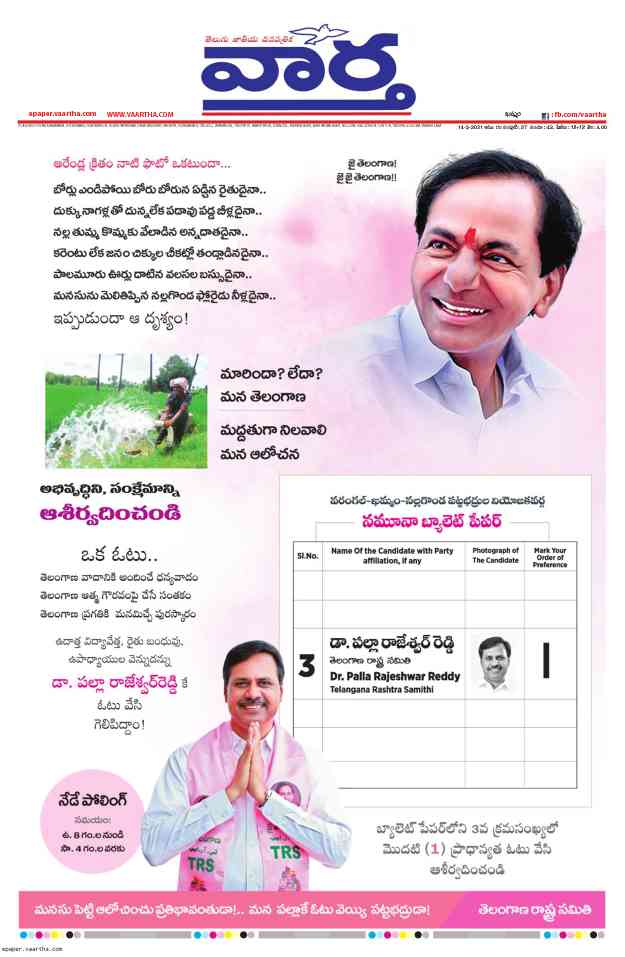 తెలుగు జాతీయ దినపత్రిక
వార్త
epaper.vaartha.com
WWW.VAARTHA.COM
ఖమ్మం
f : fb.com/vaartha
ఆరేండ్ల క్రితం నాటి ఫొటో ఒకటుందా...
బోర్లు ఎండిపోయి బోరు బోరున ఏడ్చిన రైతుదైనా..
దుక్కు నాగళ్లతో దున్నలేక పడావు పడ్డ బీళ్లదైనా..
నల్ల తుమ్మ కొమ్మకు వేలాడిన అన్నదాతదైనా..
కరెంటు లేక జనం చిక్కుల చీకట్లో తండ్లాడినదైనా..
పాలమూరు ఊర్లు దాటిన వలసల బస్సుదైనా..
మనసును మెలితిప్పిన నల్లగొండ ఫ్లోరైడు నీళ్లదైనా..
ఇప్పుడుందా ఆ దృశ్యం!
జై తెలంగాణ!
జైజై తెలంగాణ!!
మారిందా? లేదా?
మన తెలంగాణ
మద్దతుగా నిలవాలి
మన ఆలోచన
అభివృద్ధిని, సంక్షేమాన్ని
ఆశీర్వదించండి
ఒక ఓటు..
తెలంగాణ వాదానికి అందించే ధన్యవాదం
తెలంగాణ ఆత్మ గౌరవంపై చేసే సంతకం
తెలంగాణ ప్రగతికి మనమిచ్చే పురస్కారం
ఉదాత్త విద్యావేత్త, రైతు బంధువు,
ఉపాధ్యాయుల వెన్నుదన్ను
డా. పల్లా రాజేశ్వర్‌రెడ్డి కే
ఓటు వేసి
గెలిపిద్దాం!
వరంగల్-ఖమ్మం-నల్లగొండ పట్టభద్రుల నియోజకవర్గ
నమూనా బ్యాలెట్ పేపర్
Sl.No.
Name Of the Candidate with Party affiliation, if any
Photograph of The Candidate
Mark Your Order of Preference
3
డా. పల్లా రాజేశ్వర్ రెడ్డి
తెలంగాణ రాష్ట్ర సమితి
Dr. Palla Rajeshwar Reddy
Telangana Rashtra Samithi
1
నేడే పోలింగ్
సమయం:
ఉ. 8 గం.ల నుండి
సా. 4 గం.ల వరకు
TRS
TRS
బ్యాలెట్ పేపర్‌లోని 3వ క్రమసంఖ్యలో
మొదటి (1) ప్రాధాన్యత ఓటు వేసి
ఆశీర్వదించండి
మనసు పెట్టి ఆలోచించు ప్రతిభావంతుడా!.. మన పల్లాకే ఓటు వెయ్యి పట్టభద్రుడా!
తెలంగాణ రాష్ట్ర సమితి
epaper.vaartha.com